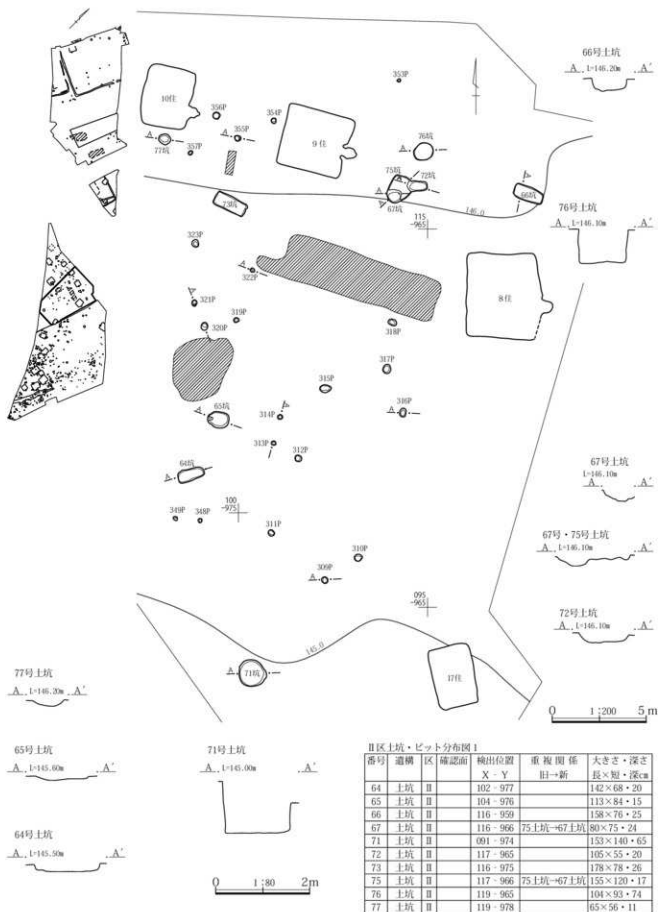 66号土坑
A L=146.20m A'
353P
10住
356P
354P
355P
A
77坑
357P
9住
76坑
A
75坑
72坑
A
67坑
66坑
146.0
73坑
115
-965
76号土坑
A L=146.10m A'
323P
322P
A
8住
321P
319P
320P
318P
317P
315P
316P
A
65坑
A
314P
313P
312P
64坑
A
67号土坑
L=146.10m
A A'
100
-975
349P
348P
311P
67号・75号土坑
A L=146.10m A'
310P
309P
A
095
-965
72号土坑
A L=146.10m A'
145.0
71坑
A
17住
77号土坑
A L=146.20m A'
0 1:200 5m
65号土坑
A L=145.60m A'
71号土坑
A L=145.00m A'
64号土坑
A L=145.50m A'
0 1:80 2m
Ⅱ区土坑・ピット分布図1
番号 遺構 区 確認面 検出位置 重複関係 大きさ・深さ
X - Y 旧→新 長×短・深cm
64 土坑 Ⅱ 102 - 977 142×68・20
65 土坑 Ⅱ 104 - 976 113×84・15
66 土坑 Ⅱ 116 - 959 158×76・25
67 土坑 Ⅱ 116 - 966 75土坑→67土坑 80×75・24
71 土坑 Ⅱ 091 - 974 153×140・65
72 土坑 Ⅱ 117 - 965 105×55・20
73 土坑 Ⅱ 116 - 975 178×78・26
75 土坑 Ⅱ 117 - 966 75土坑→67土坑 155×120・17
76 土坑 Ⅱ 119 - 965 104×93・74
77 土坑 Ⅱ 119 - 978 65×56・11